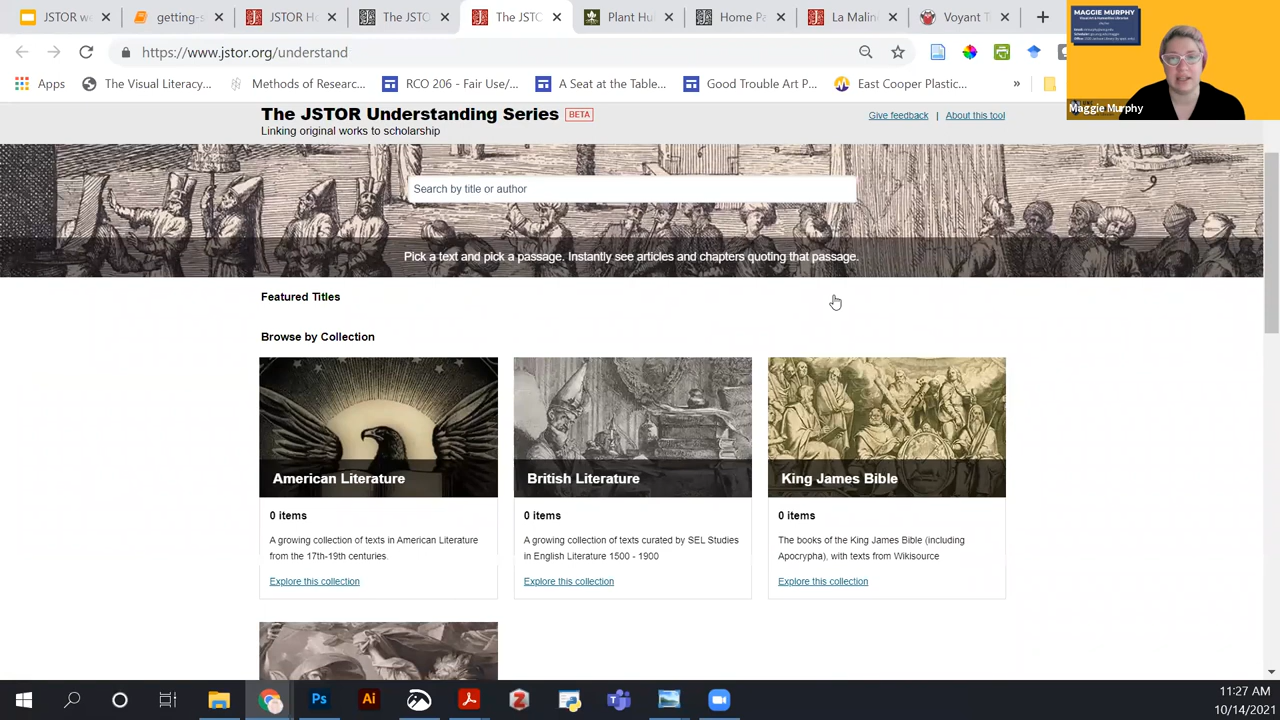 JSTOR w
getting-s
JSTOR H
The JSTC
Plant H
Home P
Voyant T
https://www.jstor.org/understand
Apps
The Visual Literacy...
Methods of Researc...
RCO 206 - Fair Use/...
A Seat at the Table...
Good Trouble Art P...
East Cooper Plastic...
»
MAGGIE MURPHY
Maggie Murphy
The JSTOR Understanding Series BETA
Linking original works to scholarship
Give feedback | About this tool
Search by title or author
Pick a text and pick a passage. Instantly see articles and chapters quoting that passage.
Featured Titles
Browse by Collection
American Literature
0 items
A growing collection of texts in American Literature
from the 17th-19th centuries.
Explore this collection
British Literature
0 items
A growing collection of texts curated by SEL Studies
in English Literature 1500 - 1900
Explore this collection
King James Bible
0 items
The books of the King James Bible (including
Apocrypha), with texts from Wikisource
Explore this collection
Ps
Ai
11:27 AM
10/14/2021